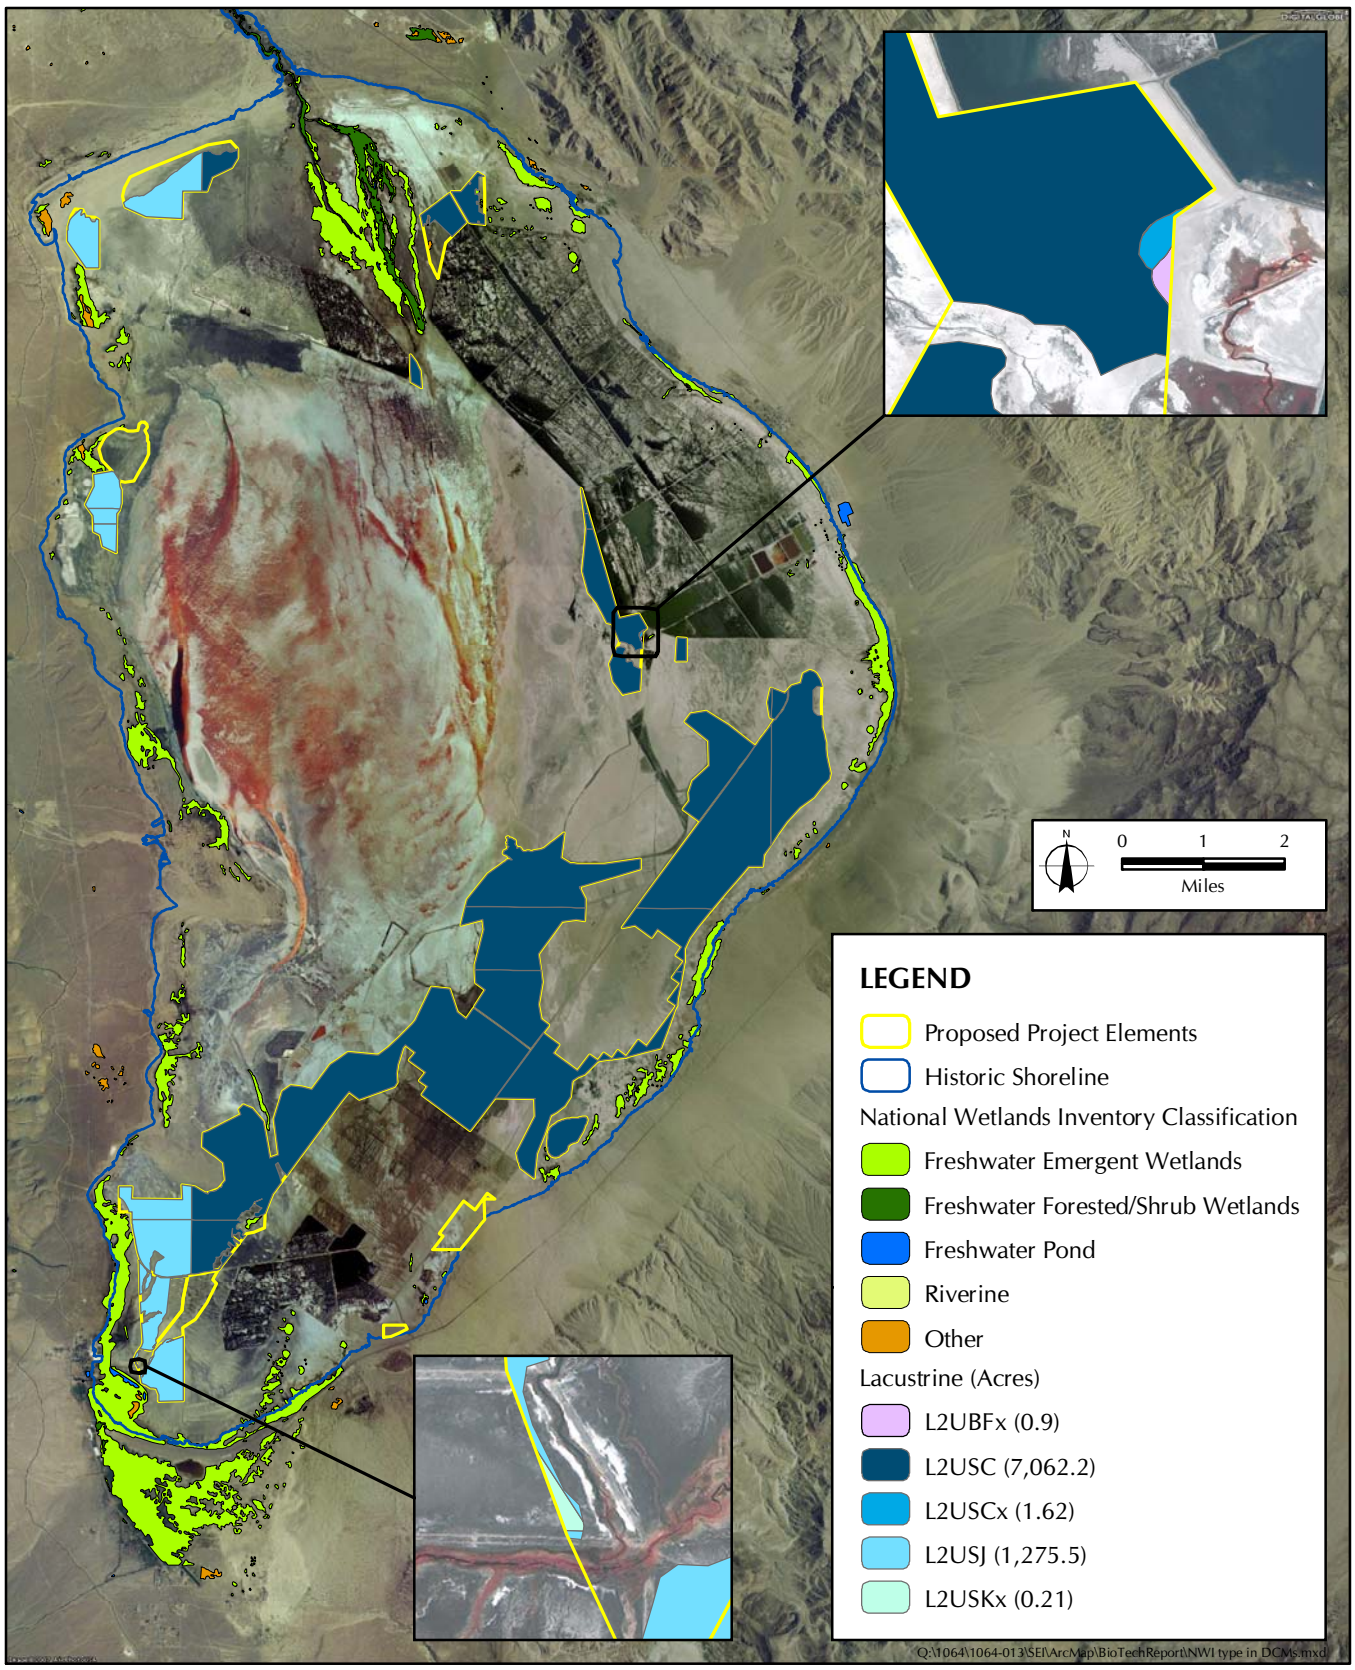 DIGITALGLOBE
N
0 1 2
Miles
LEGEND
Proposed Project Elements
Historic Shoreline
National Wetlands Inventory Classification
Freshwater Emergent Wetlands
Freshwater Forested/Shrub Wetlands
Freshwater Pond
Riverine
Other
Lacustrine (Acres)
L2UBFx (0.9)
L2USC (7,062.2)
L2USCx (1.62)
L2USJ (1,275.5)
L2USKx (0.21)
Q:\1064\1064-013\SEI\ArcMap\BioTechReport\NWI type in DCMs.mxd